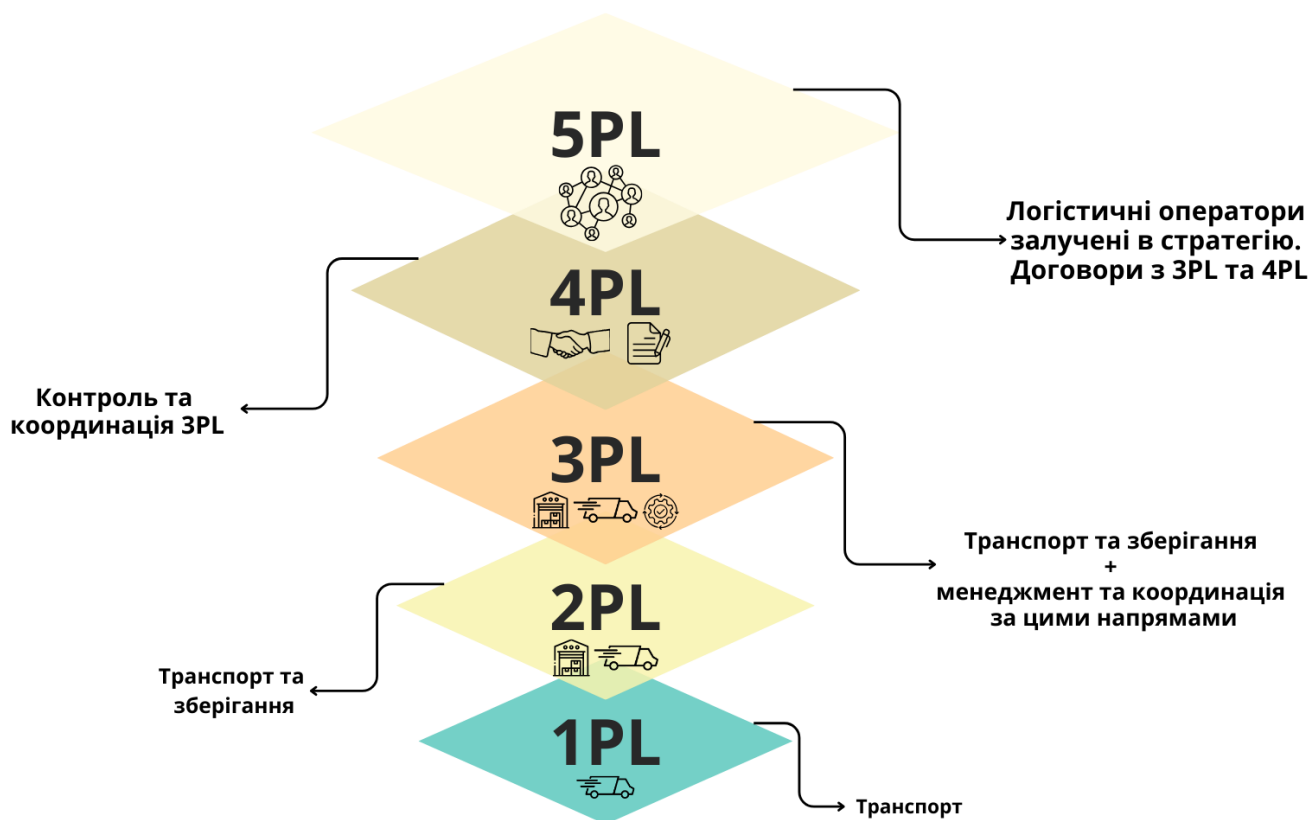 5PL
Логістичні оператори
залучені в стратегію.
Договори з 3PL та 4PL
4PL
Контроль та
координація 3PL
3PL
Транспорт та зберігання
+
менеджмент та координація
за цими напрямами
2PL
Транспорт та
зберігання
1PL
Транспорт